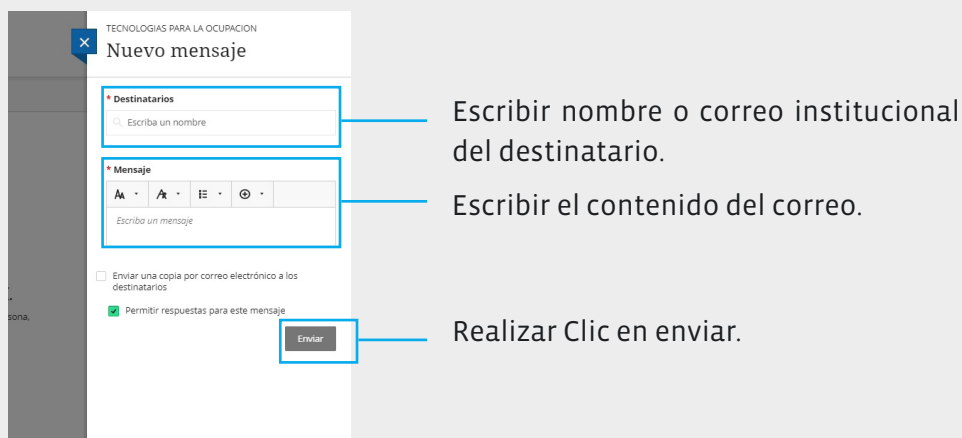 TECNOLOGIAS PARA LA OCUPACION
Nuevo mensaje
* Destinatarios
Escriba un nombre
Escribir nombre o correo institucional
del destinatario.
* Mensaje
Escriba un mensaje
Escribir el contenido del correo.
sona,
Enviar una copia por correo electrónico a los
destinatarios
Permitir respuestas para este mensaje
Enviar
Realizar Clic en enviar.